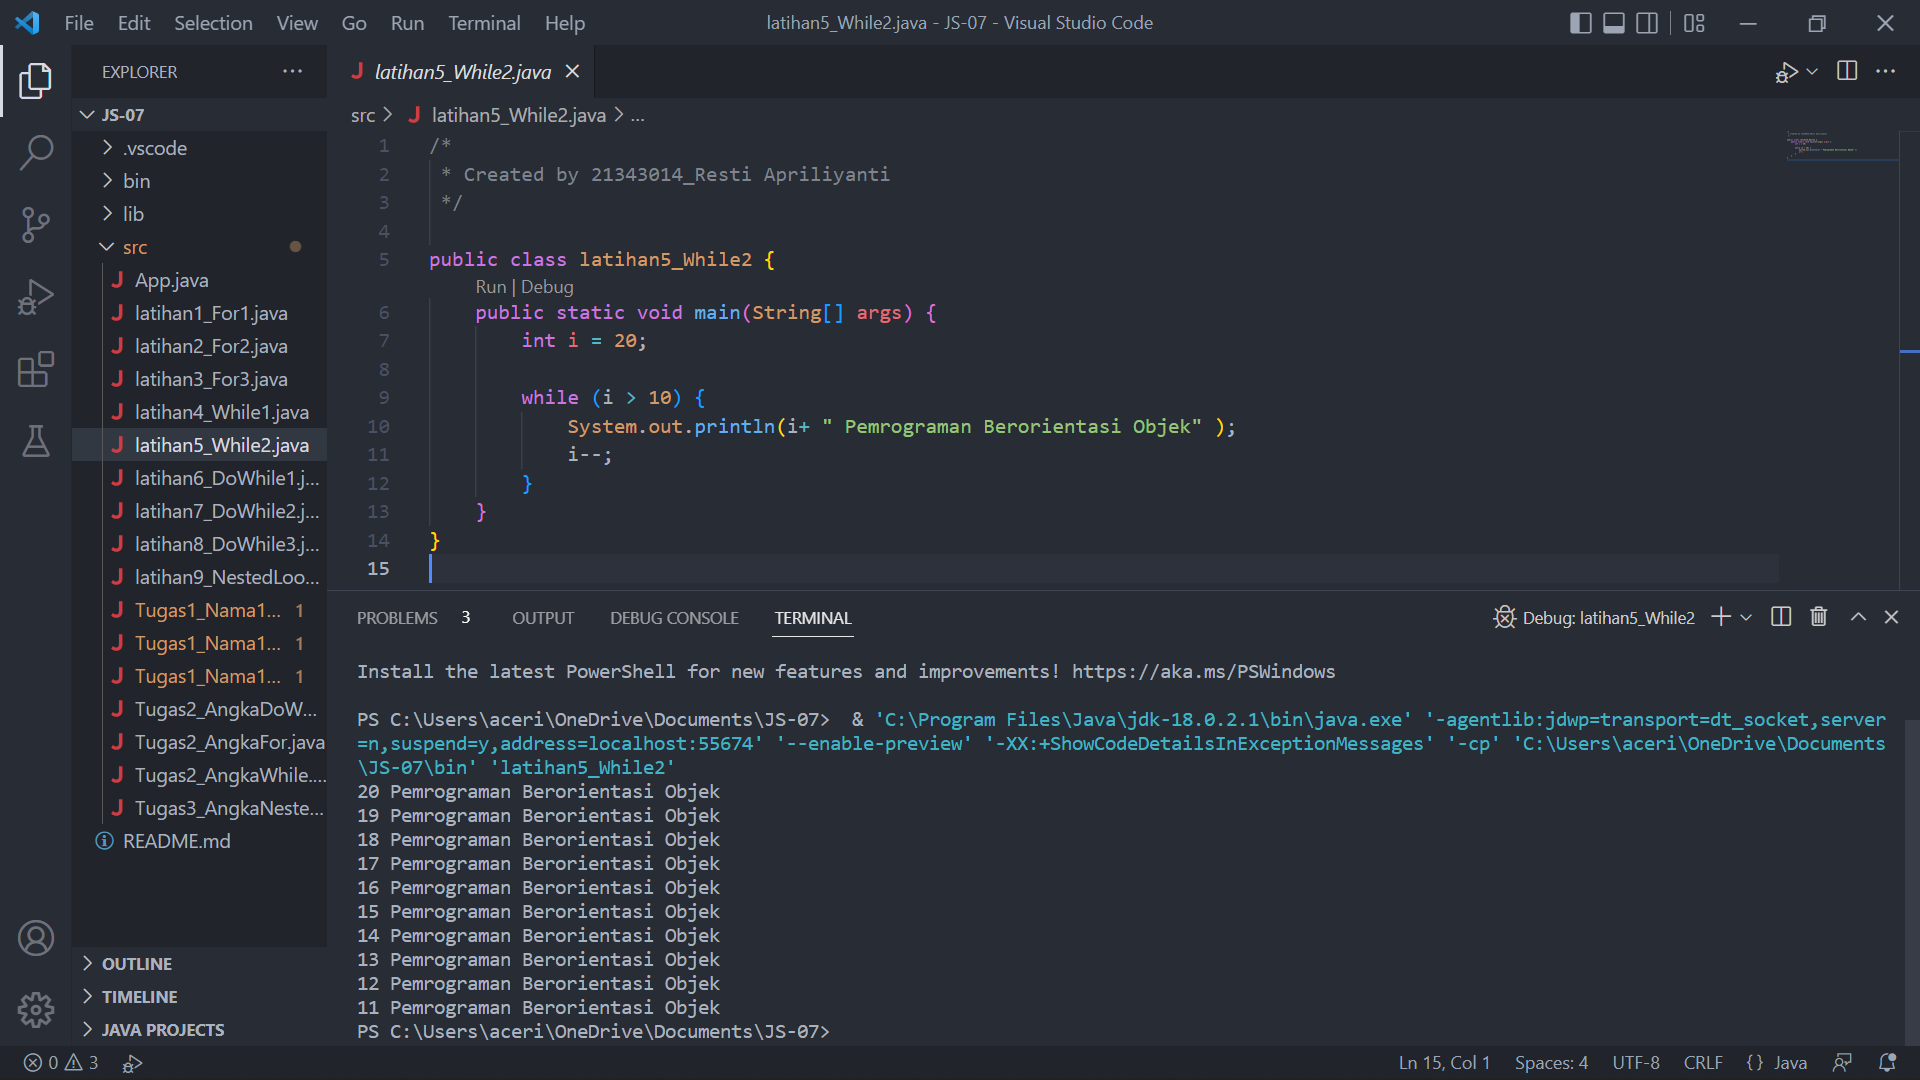 File Edit Selection View Go Run Terminal Help
latihan5_While2.java - JS-07 - Visual Studio Code
EXPLORER
JS-07
.vscode
bin
lib
src
App.java
latihan1_For1.java
latihan2_For2.java
latihan3_For3.java
latihan4_While1.java
latihan5_While2.java
latihan6_DoWhile1.j...
latihan7_DoWhile2.j...
latihan8_DoWhile3.j...
latihan9_NestedLoo...
Tugas1_Nama1... 1
Tugas1_Nama1... 1
Tugas1_Nama1... 1
Tugas2_AngkaDoW...
Tugas2_AngkaFor.java
Tugas2_AngkaWhile....
Tugas3_AngkaNeste...
README.md
OUTLINE
TIMELINE
JAVA PROJECTS
latihan5_While2.java
src > latihan5_While2.java > ...
1 /*
2 * Created by 21343014_Resti Apriliyanti
3 */
4
5 public class latihan5_While2 {
Run | Debug
6 public static void main(String[] args) {
7 int i = 20;
8
9 while (i > 10) {
10 System.out.println(i+ " Pemrograman Berorientasi Objek" );
11 i--;
12 }
13 }
14 }
15
PROBLEMS 3 OUTPUT DEBUG CONSOLE TERMINAL
Debug: latihan5_While2
Install the latest PowerShell for new features and improvements! https://aka.ms/PSWindows
PS C:\Users\aceri\OneDrive\Documents\JS-07> & 'C:\Program Files\Java\jdk-18.0.2.1\bin\java.exe' '-agentlib:jdwp=transport=dt_socket,server
=n,suspend=y,address=localhost:55674' '--enable-preview' '-XX:+ShowCodeDetailsInExceptionMessages' '-cp' 'C:\Users\aceri\OneDrive\Documents
\JS-07\bin' 'latihan5_While2'
20 Pemrograman Berorientasi Objek
19 Pemrograman Berorientasi Objek
18 Pemrograman Berorientasi Objek
17 Pemrograman Berorientasi Objek
16 Pemrograman Berorientasi Objek
15 Pemrograman Berorientasi Objek
14 Pemrograman Berorientasi Objek
13 Pemrograman Berorientasi Objek
12 Pemrograman Berorientasi Objek
11 Pemrograman Berorientasi Objek
PS C:\Users\aceri\OneDrive\Documents\JS-07>
0 3
Ln 15, Col 1 Spaces: 4 UTF-8 CRLF {} Java